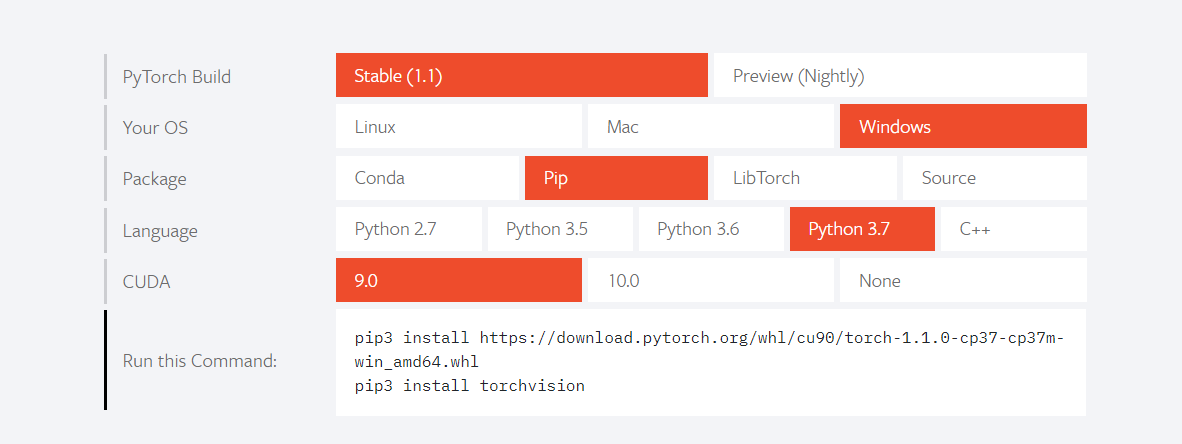 PyTorch Build
Stable (1.1)
Preview (Nightly)
Your OS
Linux
Mac
Windows
Package
Conda
Pip
LibTorch
Source
Language
Python 2.7
Python 3.5
Python 3.6
Python 3.7
C++
CUDA
9.0
10.0
None
Run this Command:
pip3 install https://download.pytorch.org/whl/cu90/torch-1.1.0-cp37-cp37m-
win_amd64.whl
pip3 install torchvision